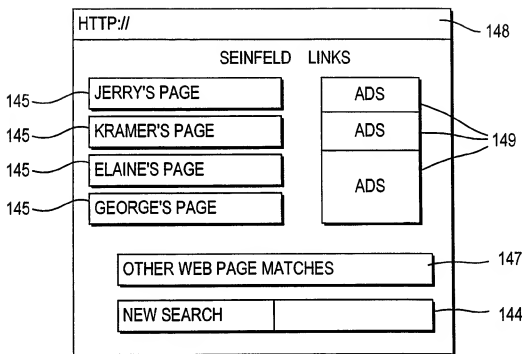 HTTP://
148
SEINFELD LINKS
145 JERRY'S PAGE
ADS
145 KRAMER'S PAGE
ADS
149
145 ELAINE'S PAGE
ADS
145 GEORGE'S PAGE
OTHER WEB PAGE MATCHES
147
NEW SEARCH
144